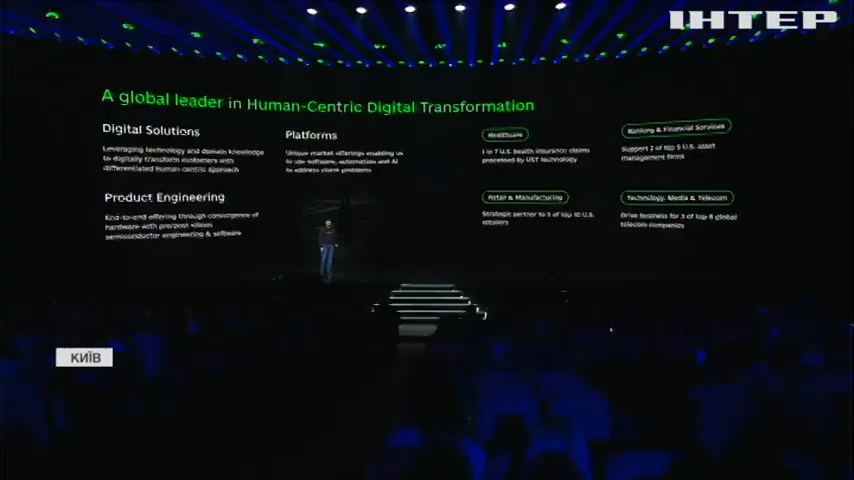 ІНТЕР
A global leader in Human-Centric Digital Transformation
Digital Solutions
Leveraging technology and domain knowledge
to digitally transform customers with
differentiated human-centric approach
Platforms
Unique market offerings enabling us
to use software, automation and AI
to address client problems
Healthcare
1 in 7 U.S. health insurance claims
processed by UST technology
Banking & Financial Services
Support 2 of top 5 U.S. asset
management firms
Product Engineering
End-to-end offering through convergence of
hardware with pre/post silicon
semiconductor engineering & software
Retail & Manufacturing
Strategic partner to 5 of top 10 U.S.
retailers
Technology, Media & Telecom
Drive business for 3 of top 8 global
telecom companies
КИЇВ